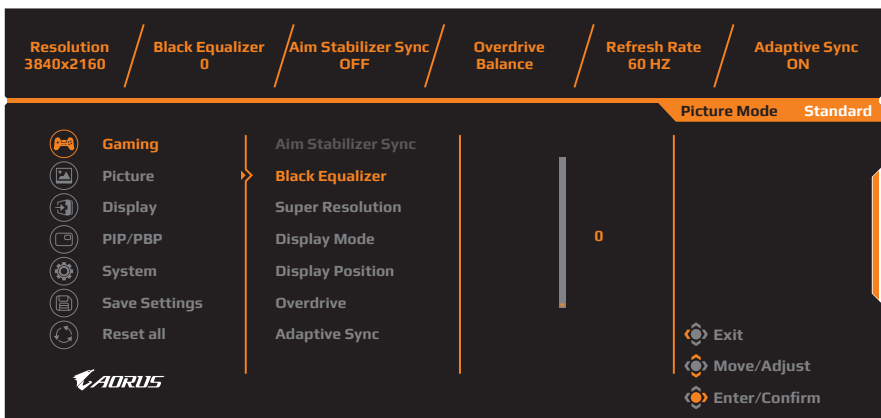 Resolution
3840x2160
Black Equalizer
0
Aim Stabilizer Sync
OFF
Overdrive
Balance
Refresh Rate
60 HZ
Adaptive Sync
ON
Picture Mode Standard
Gaming
Picture
Display
PIP/PBP
System
Save Settings
Reset all
Aim Stabilizer Sync
Black Equalizer
Super Resolution
Display Mode
Display Position
Overdrive
Adaptive Sync
0
Exit
Move/Adjust
Enter/Confirm
AORUS